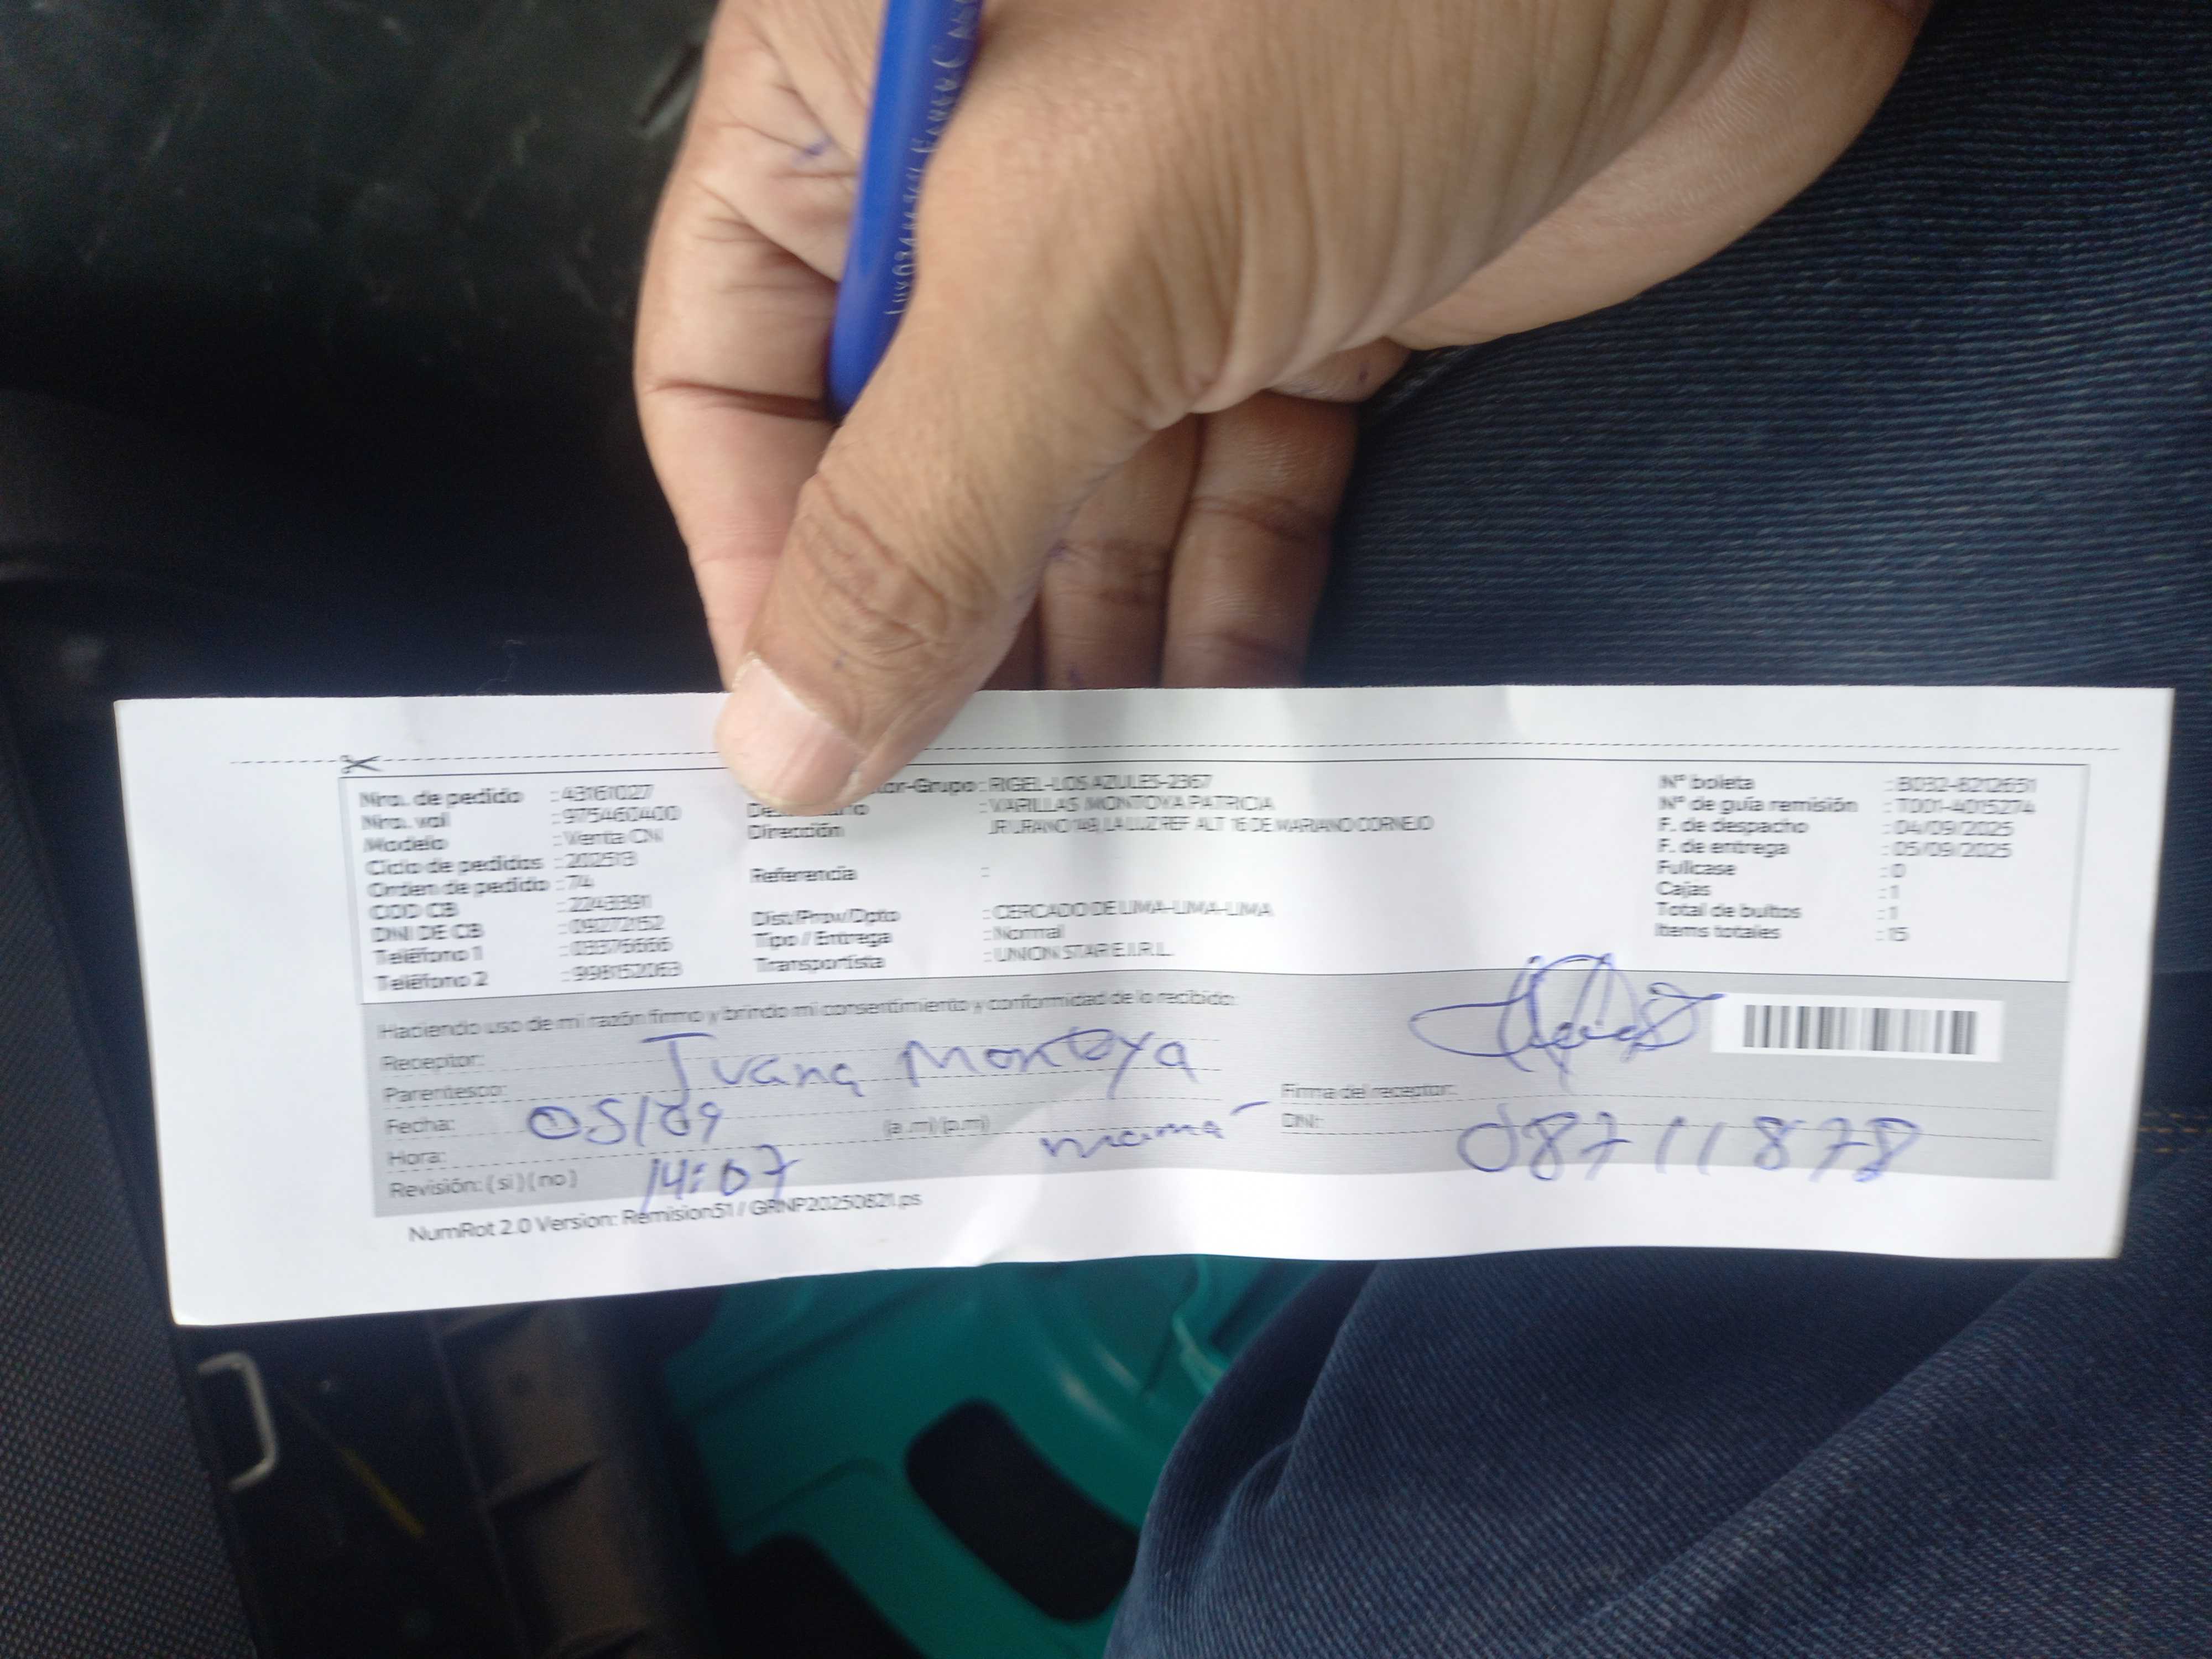 Nro. de pedido : 43161027
Nro. val : 975460400
Modelo : Venta CN
Ciclo de pedidos : 202513
Orden de pedido : 74
COD CB : 22433911
DNI DE CB : 09272152
Teléfono 1 : 03376666
Teléfono 2 : 998152063
tor-Grupo : RIGEL-LOS AZULES-2367
: VARILLAS MONTOYA PATRICIA
Dirección JR URANO 149, LA LUZ REF ALT 16 DE MARIANO CORNEJO
Referencia :
Dist/Prov/Dpto : CERCADO DE LIMA-LIMA-LIMA
Tipo / Entrega : Normal
Transportista : UNION STAR E.I.R.L.
N° boleta : B032-8212651
N° de guía remisión : T001-4015274
F. de despacho : 04/09/2025
F. de entrega : 05/09/2025
Fullcase : 0
Cajas : 1
Total de bultos : 1
Items totales : 15
Haciendo uso de mi razón firmo y brindo mi consentimiento y conformidad de lo recibido:
Receptor: Juana Montoya
Parentesco: mamá
Fecha: 05/09
Hora: 14:07 (a.m) (p.m)
Revisión: ( si ) ( no )
Firma del receptor:
DNI: 08711878
NumRot 2.0 Version: Remision51 / GRNP20250821.ps